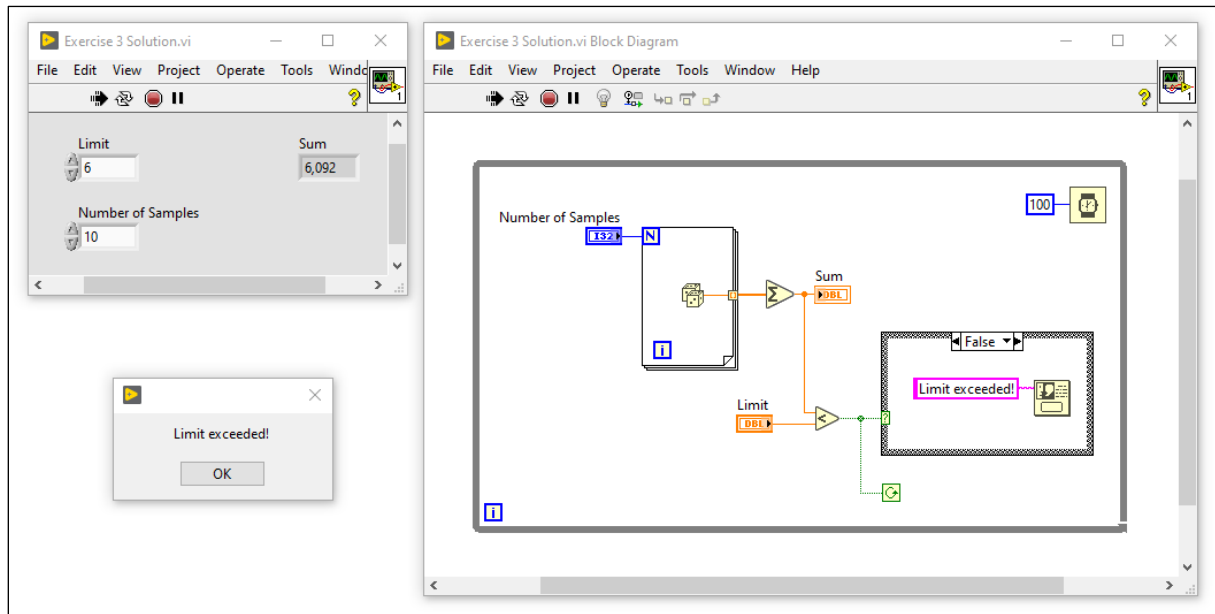 Exercise 3 Solution.vi
File Edit View Project Operate Tools Windo
1
Limit
6
Sum
6,092
Number of Samples
10
Limit exceeded!
OK
Exercise 3 Solution.vi Block Diagram
File Edit View Project Operate Tools Window Help
1
100
Number of Samples
I32
N
Sum
DBL
i
False
Limit exceeded!
Limit
DBL
<
?
i